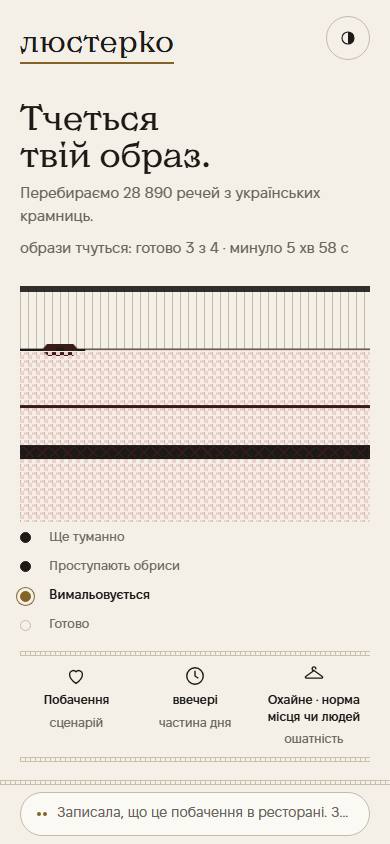 люстерко
Тчеться
твій образ.
Перебираємо 28 890 речей з українських
крамниць.
образи тчуться: готово 3 з 4 · минуло 5 хв 58 с
Ще туманно
Проступають обриси
Вимальовується
Готово
Побачення
сценарій
ввечері
частина дня
Охайне · норма
місця чи людей
ошатність
Записала, що це побачення в ресторані. З...